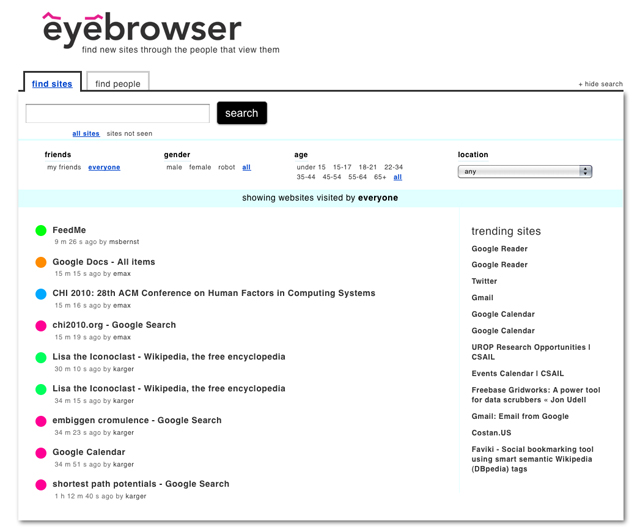 eyebrowser
find new sites through the people that view them
find sites
find people
+ hide search
search
all sites sites not seen
friends
my friends everyone
gender
male female robot all
age
under 15 15-17 18-21 22-34
35-44 45-54 55-64 65+ all
location
any
showing websites visited by everyone
FeedMe
9 m 26 s ago by msbernst
Google Docs - All items
15 m 15 s ago by emax
CHI 2010: 28th ACM Conference on Human Factors in Computing Systems
15 m 16 s ago by emax
chi2010.org - Google Search
15 m 19 s ago by emax
Lisa the Iconoclast - Wikipedia, the free encyclopedia
30 m 10 s ago by karger
Lisa the Iconoclast - Wikipedia, the free encyclopedia
34 m 15 s ago by karger
embiggen cromulence - Google Search
34 m 23 s ago by karger
Google Calendar
34 m 51 s ago by karger
shortest path potentials - Google Search
1 h 12 m 40 s ago by karger
trending sites
Google Reader
Google Reader
Twitter
Gmail
Google Calendar
Google Calendar
UROP Research Opportunities |
CSAIL
Events Calendar | CSAIL
Freebase Gridworks: A power tool
for data scrubbers « Jon Udell
Gmail: Email from Google
Costan.US
Faviki - Social bookmarking tool
using smart semantic Wikipedia
(DBpedia) tags